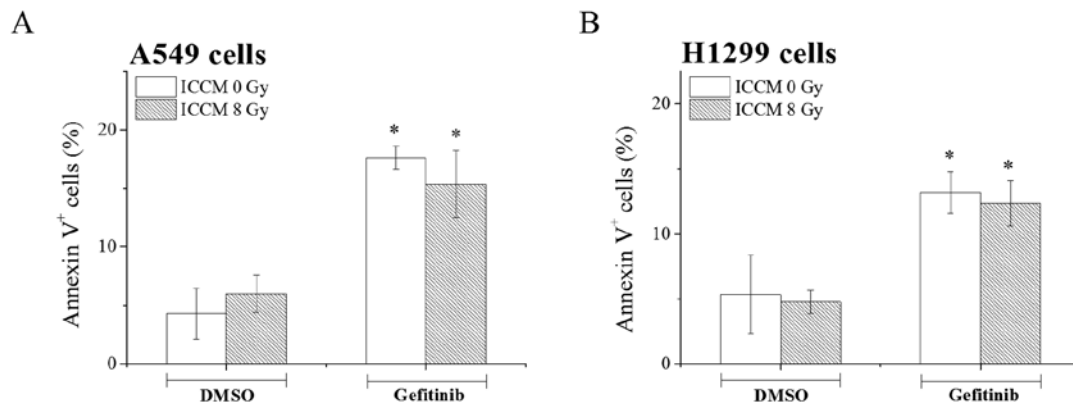 A
A549 cells
ICCM 0 Gy
ICCM 8 Gy
Annexin V⁺ cells (%)
20
10
0
* *
DMSO Gefitinib
B
H1299 cells
ICCM 0 Gy
ICCM 8 Gy
Annexin V⁺ cells (%)
20
10
0
* *
DMSO Gefitinib